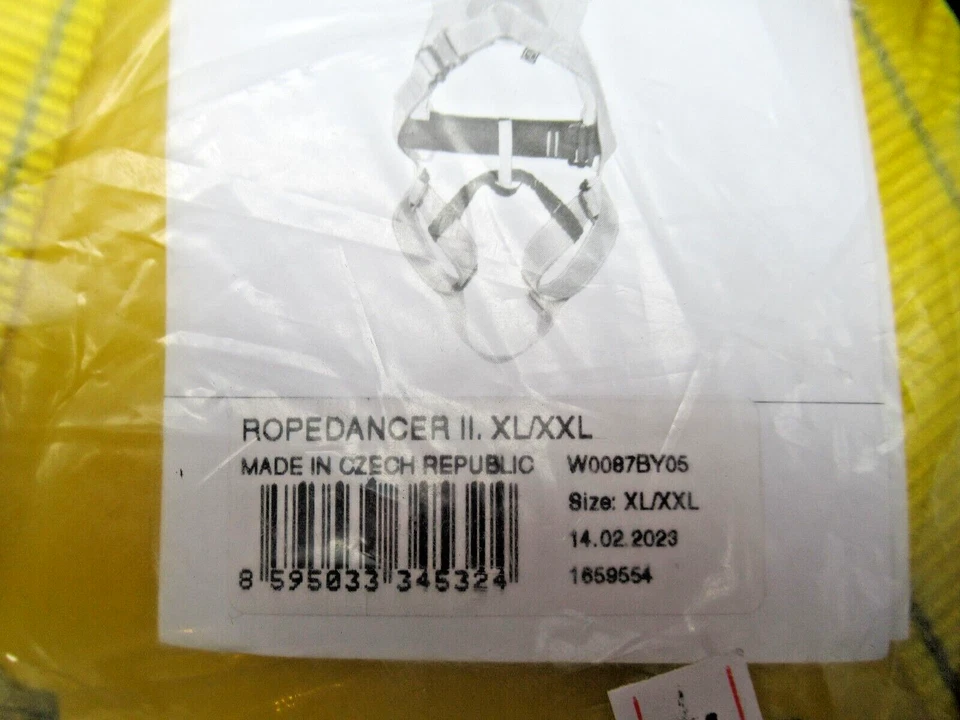 ROPEDANCER II. XL/XXL
MADE IN CZECH REPUBLIC
W0087BY05
Size: XL/XXL
14.02.2023
1659554
8 595033 345324